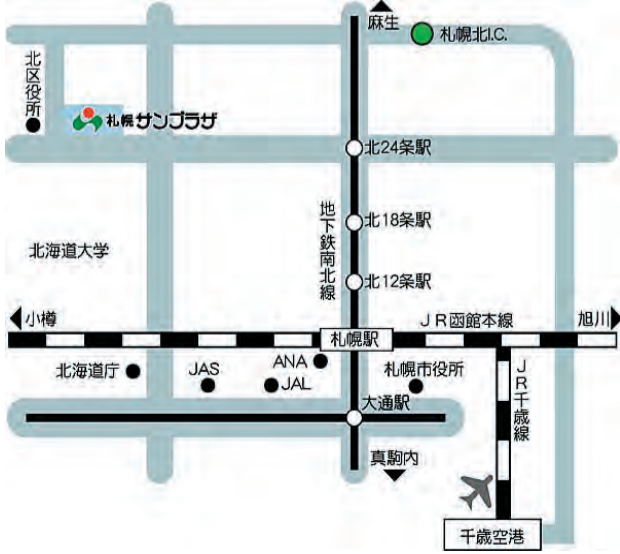 麻生
札幌北I.C.
北区役所
札幌サンプラザ
北24条駅
地下鉄南北線
北18条駅
北海道大学
北12条駅
小樽
JR函館本線
旭川
札幌駅
北海道庁
JAS
ANA
JAL
札幌市役所
JR千歳線
大通駅
真駒内
千歳空港